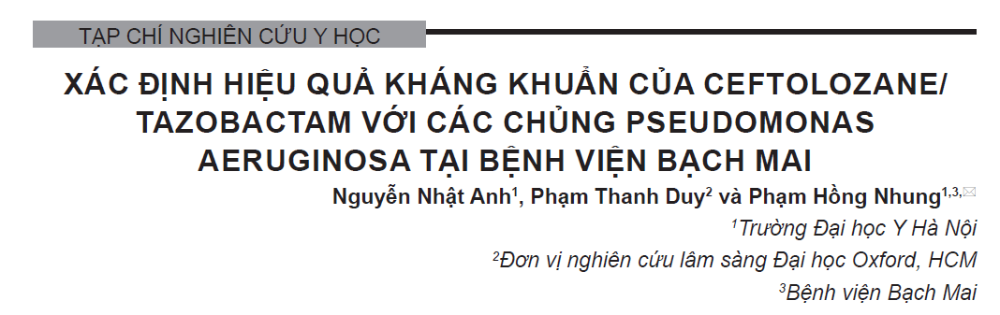 TẠP CHÍ NGHIÊN CỨU Y HỌC
XÁC ĐỊNH HIỆU QUẢ KHÁNG KHUẨN CỦA CEFTOLOZANE/
TAZOBACTAM VỚI CÁC CHỦNG PSEUDOMONAS
AERUGINOSA TẠI BỆNH VIỆN BẠCH MAI
Nguyễn Nhật Anh¹, Phạm Thanh Duy² và Phạm Hồng Nhung¹,³,✉
¹Trường Đại học Y Hà Nội
²Đơn vị nghiên cứu lâm sàng Đại học Oxford, HCM
³Bệnh viện Bạch Mai